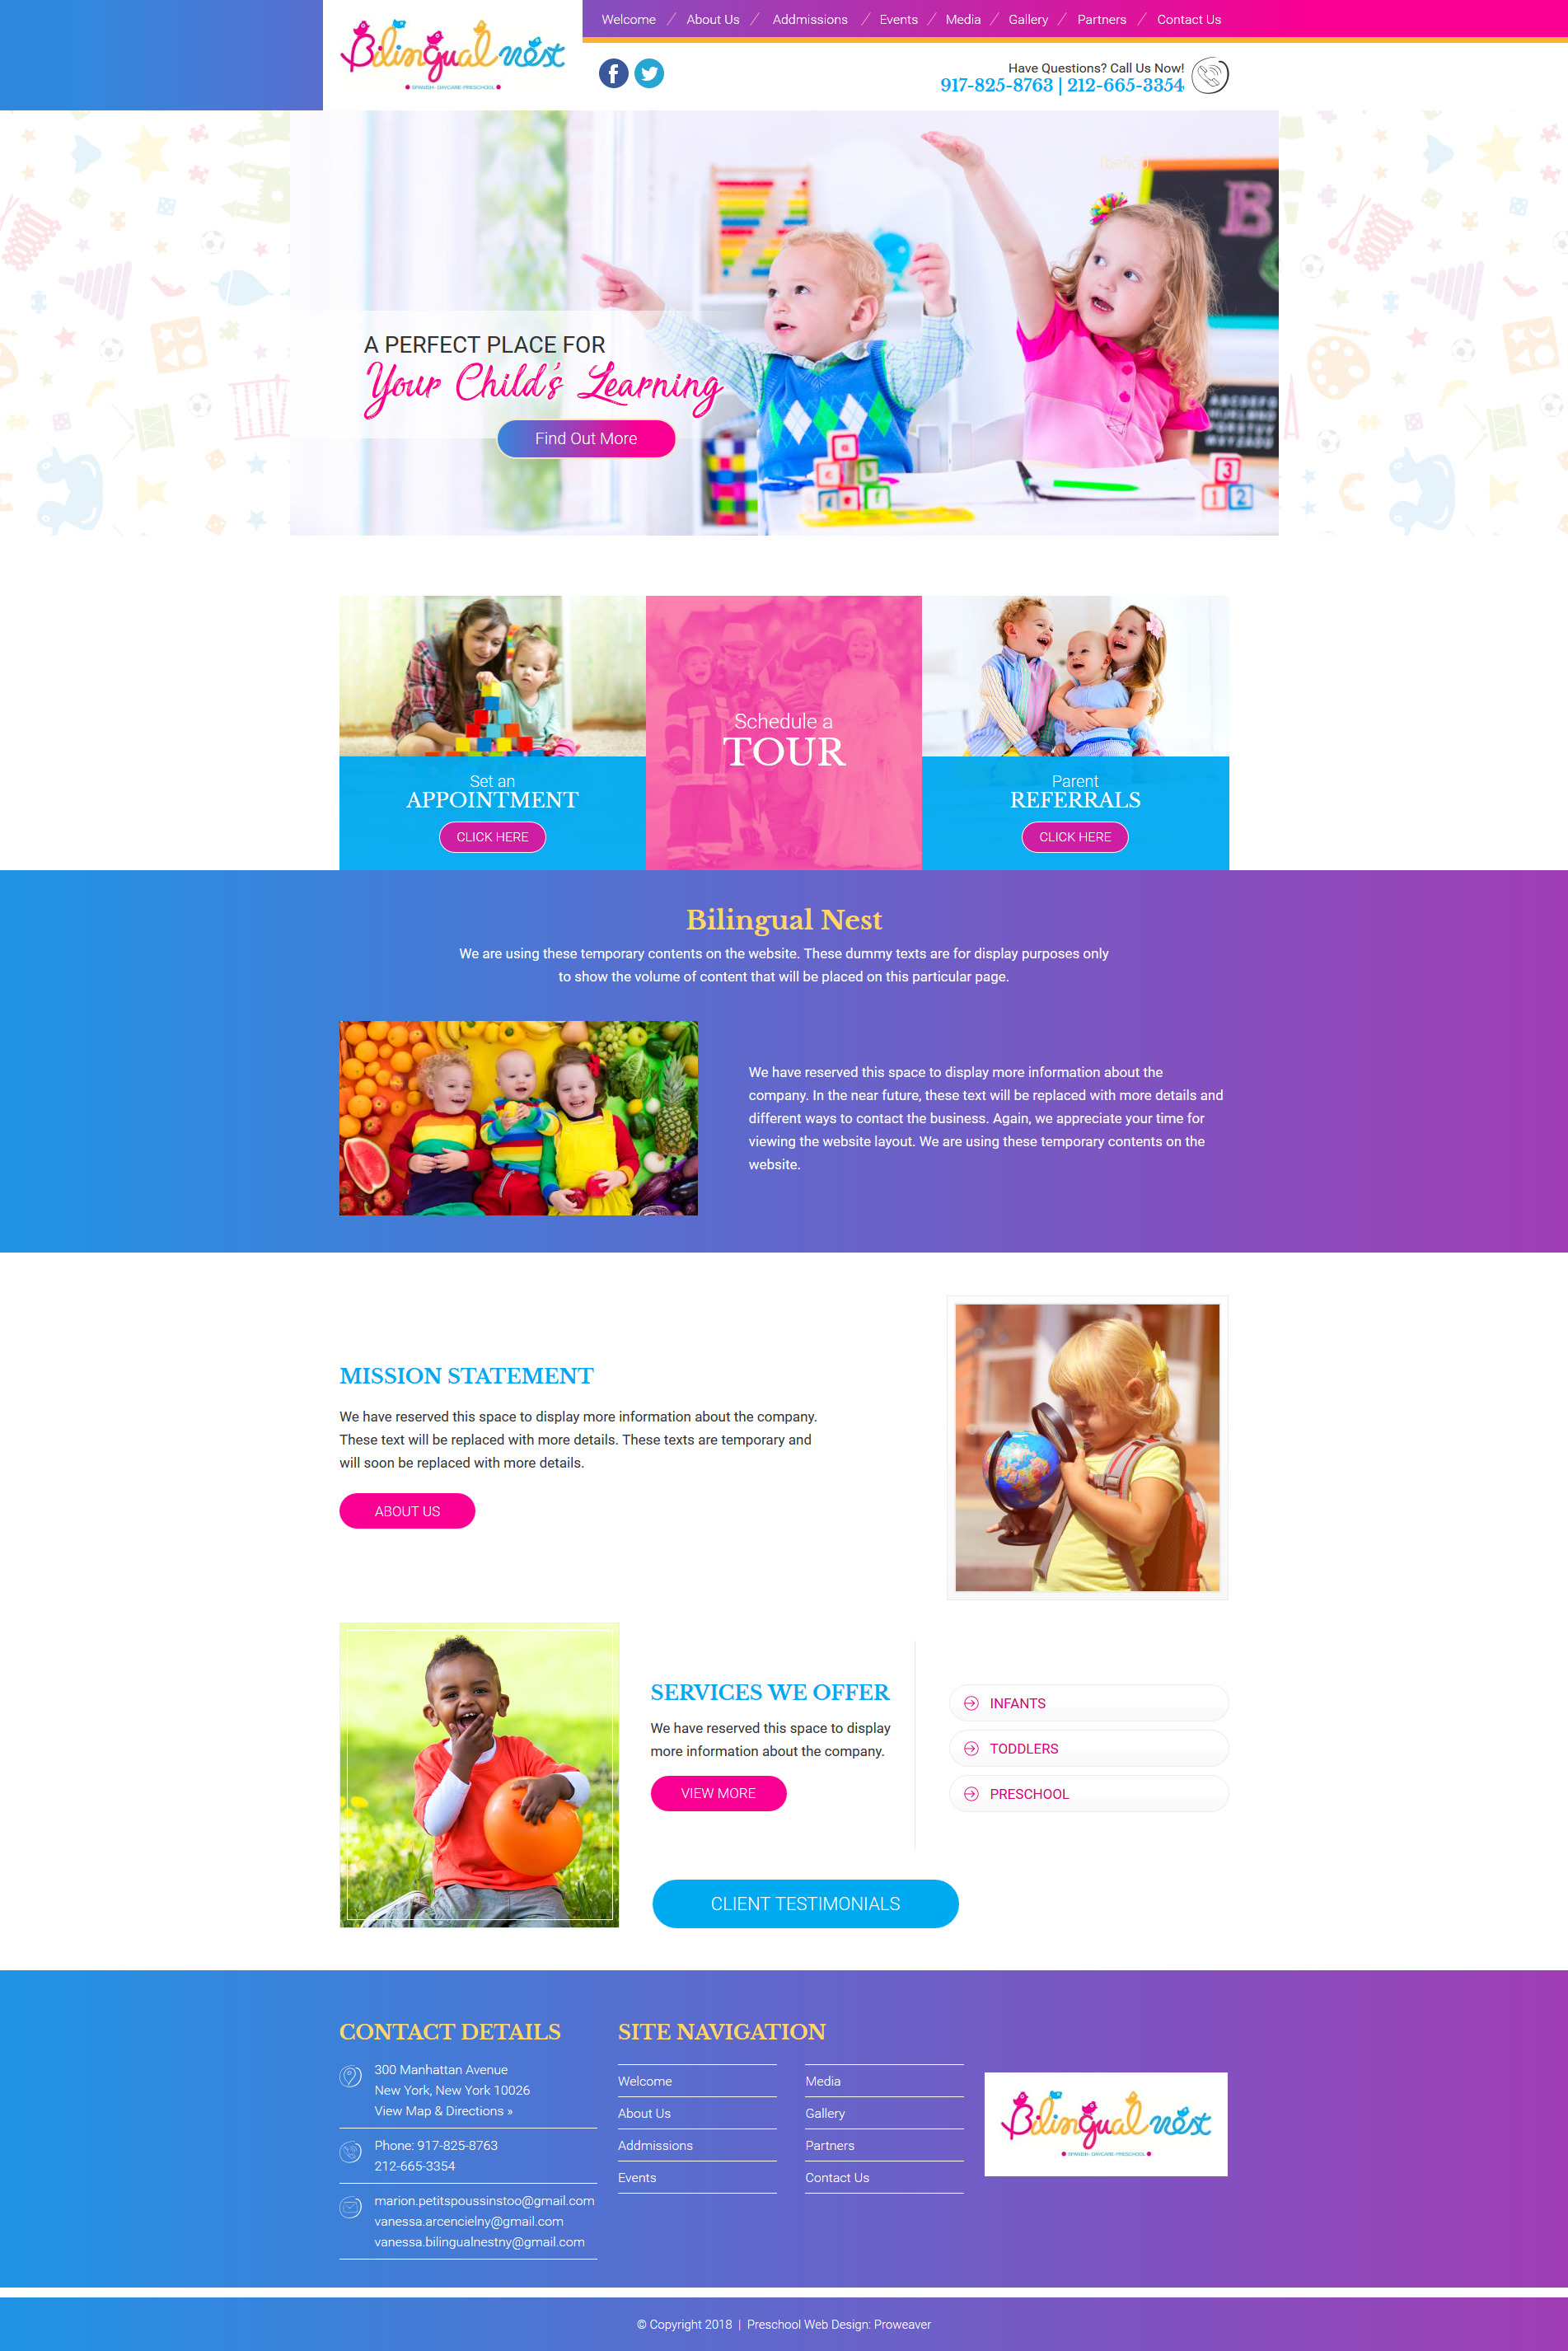 Bilingual nest
SPANISH-DAYCARE-PRESCHOOL
Welcome / About Us / Addmissions / Events / Media / Gallery / Partners / Contact Us
Have Questions? Call Us Now!
917-825-8763 | 212-665-3354
B
A PERFECT PLACE FOR
Your Child's Learning
Find Out More
3
1 2
Set an
APPOINTMENT
CLICK HERE
Schedule a
TOUR
Parent
REFERRALS
CLICK HERE
Bilingual Nest
We are using these temporary contents on the website. These dummy texts are for display purposes only
to show the volume of content that will be placed on this particular page.
We have reserved this space to display more information about the
company. In the near future, these text will be replaced with more details and
different ways to contact the business. Again, we appreciate your time for
viewing the website layout. We are using these temporary contents on the
website.
MISSION STATEMENT
We have reserved this space to display more information about the company.
These text will be replaced with more details. These texts are temporary and
will soon be replaced with more details.
ABOUT US
SERVICES WE OFFER
We have reserved this space to display
more information about the company.
VIEW MORE
INFANTS
TODDLERS
PRESCHOOL
CLIENT TESTIMONIALS
CONTACT DETAILS
300 Manhattan Avenue
New York, New York 10026
View Map & Directions »
Phone: 917-825-8763
212-665-3354
marion.petitspoussinstoo@gmail.com
vanessa.arcencielny@gmail.com
vanessa.bilingualnestny@gmail.com
SITE NAVIGATION
Welcome
About Us
Addmissions
Events
Media
Gallery
Partners
Contact Us
Bilingual nest
SPANISH-DAYCARE-PRESCHOOL
© Copyright 2018 | Preschool Web Design: Proweaver